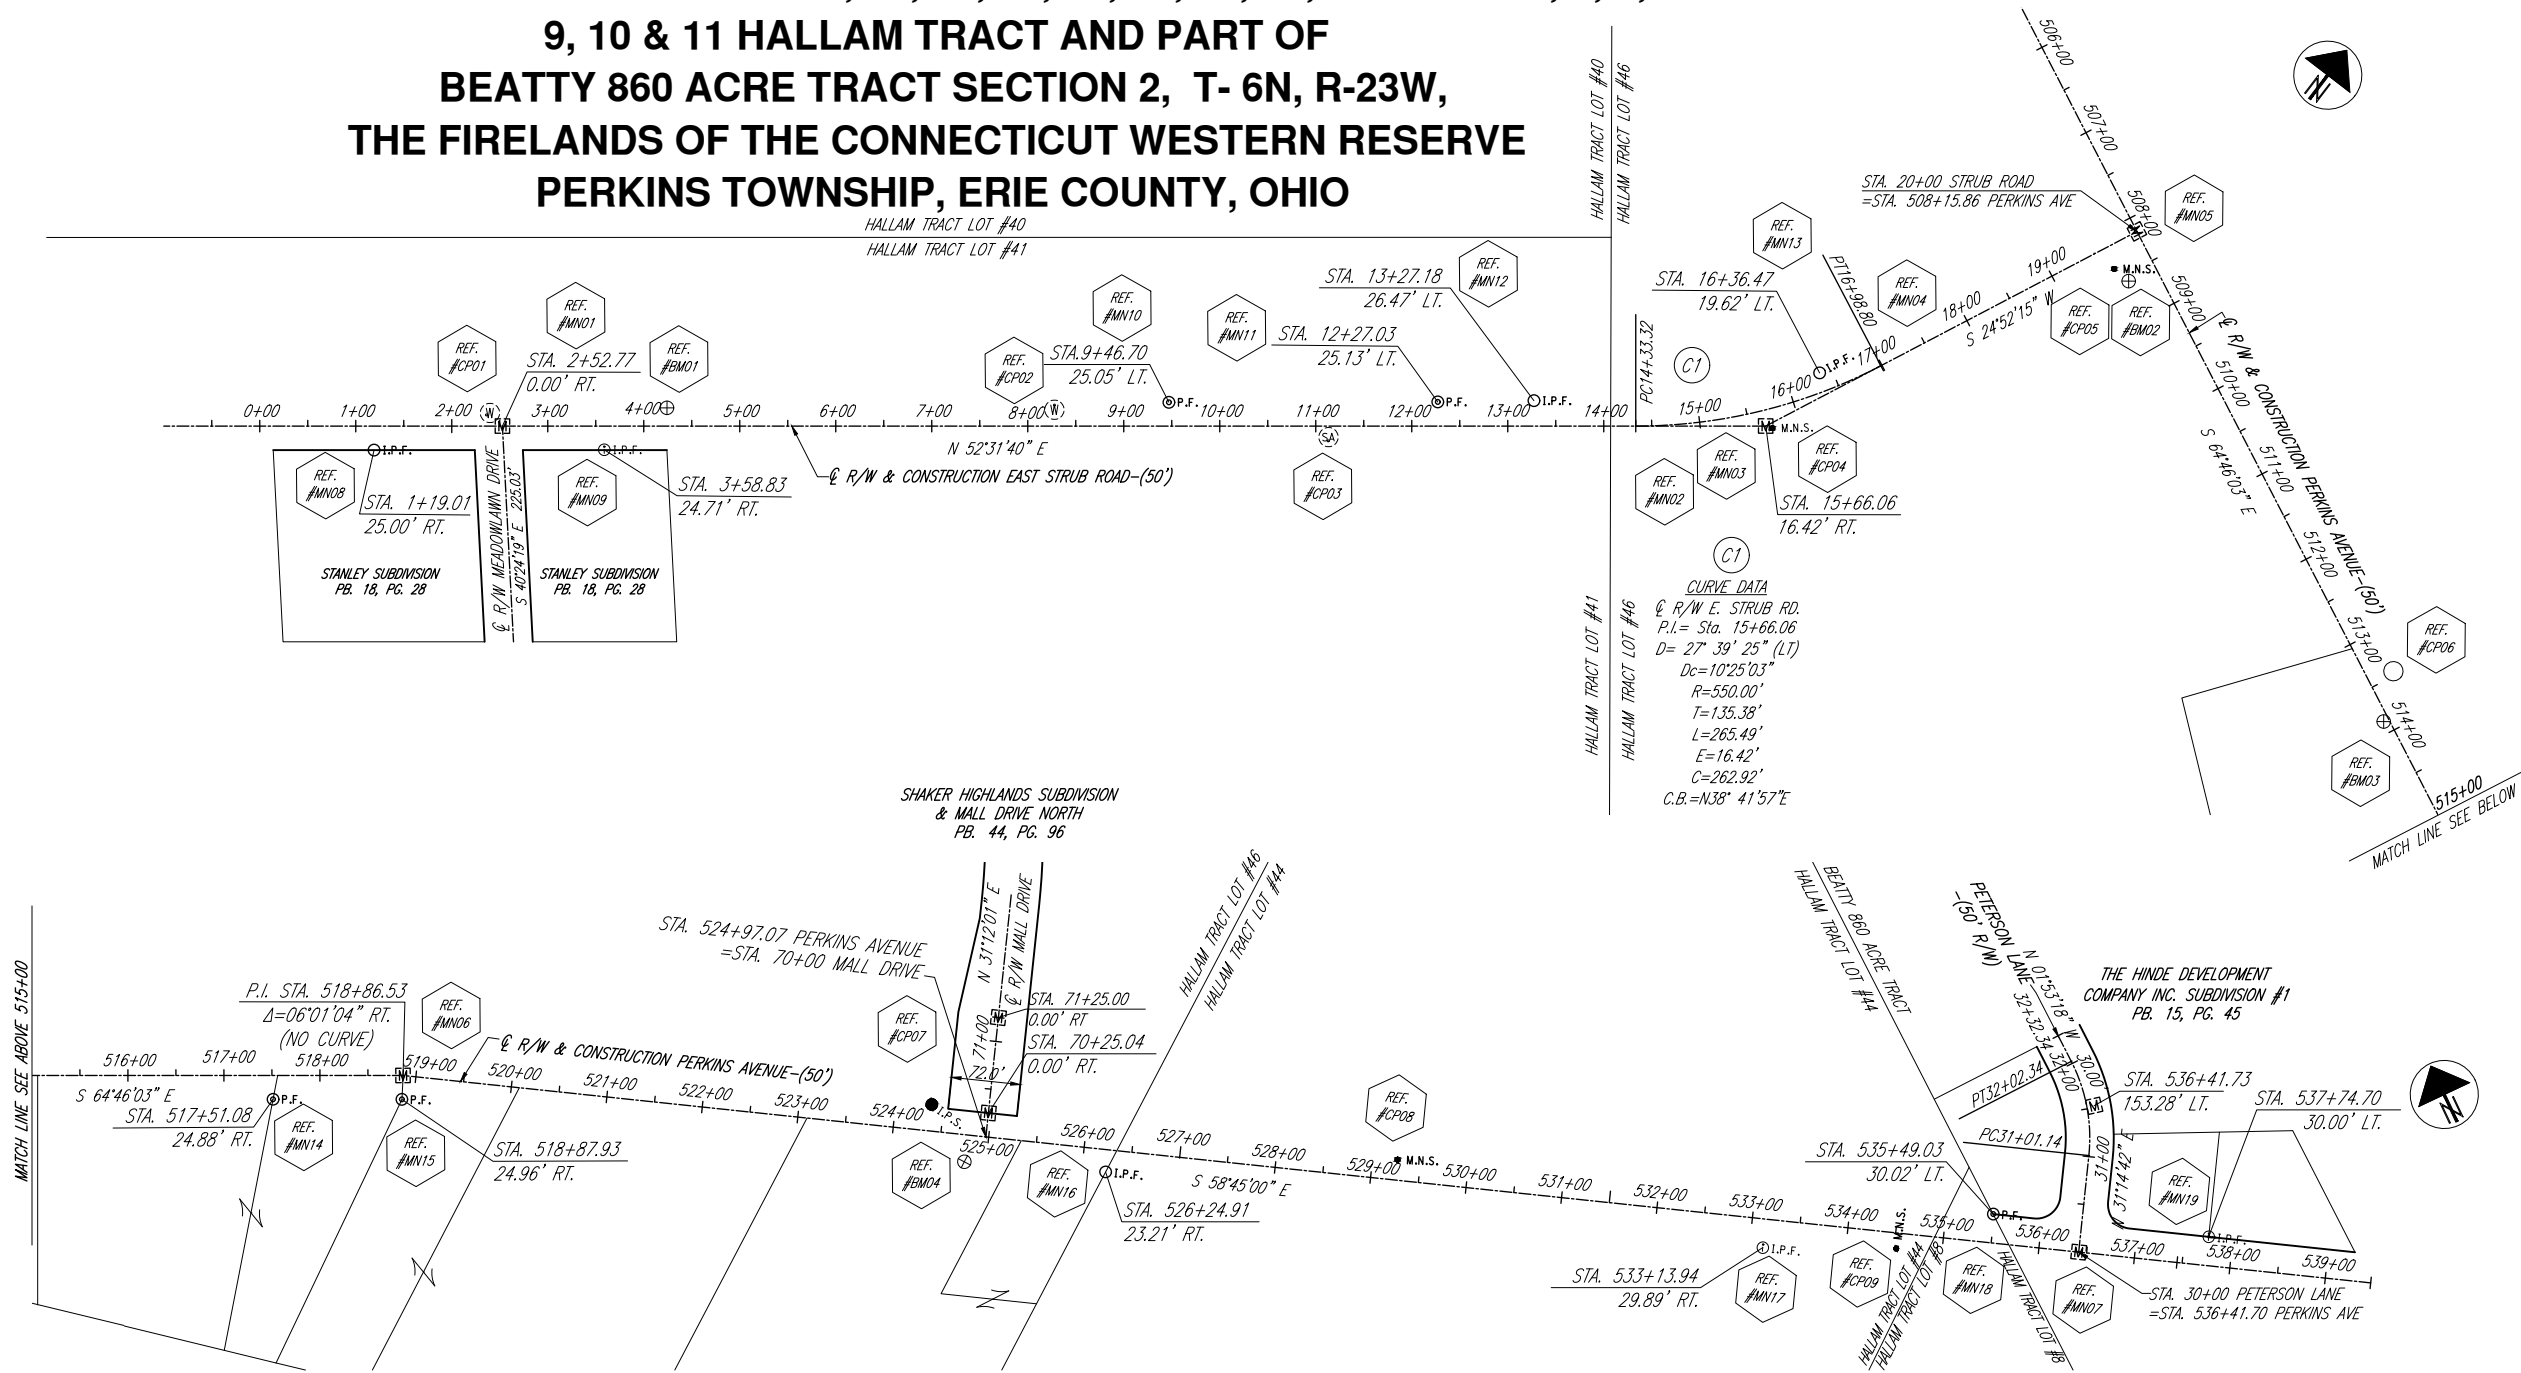 9, 10 & 11 HALLAM TRACT AND PART OF
BEATTY 860 ACRE TRACT SECTION 2, T- 6N, R-23W,
THE FIRELANDS OF THE CONNECTICUT WESTERN RESERVE
PERKINS TOWNSHIP, ERIE COUNTY, OHIO
HALLAM TRACT LOT #40
HALLAM TRACT LOT #41
HALLAM TRACT LOT #40
HALLAM TRACT LOT #46
N
506+00
507+00
508+00
509+00
510+00
511+00
512+00
513+00
514+00
515+00
STA. 20+00 STRUB ROAD
=STA. 508+15.86 PERKINS AVE
REF.
#MN05
REF.
#MN13
REF.
#MN04
REF.
#CP05
REF.
#BM02
M
M.N.S.
STA. 16+36.47
19.62' LT.
PT16+98.80
PC14+33.32
I.P.F.
S 24°52'15" W
℄ R/W & CONSTRUCTION PERKINS AVENUE-(50')
S 64°46'03" E
REF.
#CP06
REF.
#BM03
MATCH LINE SEE BELOW
REF.
#CP01
REF.
#MN01
REF.
#BM01
STA. 2+52.77
0.00' RT.
REF.
#CP02
REF.
#MN10
STA.9+46.70
25.05' LT.
REF.
#MN11
STA. 12+27.03
25.13' LT.
STA. 13+27.18
26.47' LT.
REF.
#MN12
C1
0+00
1+00
2+00
3+00
4+00
5+00
6+00
7+00
8+00
9+00
10+00
11+00
12+00
13+00
14+00
15+00
16+00
17+00
18+00
19+00
W
M
W
P.F.
SA
P.F.
I.P.F.
M
M.N.S.
N 52°31'40" E
℄ R/W & CONSTRUCTION EAST STRUB ROAD-(50')
I.P.F.
I.P.F.
REF.
#MN08
STA. 1+19.01
25.00' RT.
REF.
#MN09
STA. 3+58.83
24.71' RT.
℄ R/W MEADOWLAWN DRIVE
S 40°24'19" E 225.03'
STANLEY SUBDIVISION
PB. 18, PG. 28
STANLEY SUBDIVISION
PB. 18, PG. 28
REF.
#CP03
REF.
#MN02
REF.
#MN03
REF.
#CP04
STA. 15+66.06
16.42' RT.
C1
CURVE DATA
℄ R/W E. STRUB RD.
P.I.= Sta. 15+66.06
D= 27° 39' 25" (LT)
Dc=10°25'03"
R=550.00'
T=135.38'
L=265.49'
E=16.42'
C=262.92'
C.B.=N38° 41'57"E
HALLAM TRACT LOT #41
HALLAM TRACT LOT #46
MATCH LINE SEE ABOVE 515+00
SHAKER HIGHLANDS SUBDIVISION
& MALL DRIVE NORTH
PB. 44, PG. 96
P.I. STA. 518+86.53
Δ=06°01'04" RT.
(NO CURVE)
REF.
#MN06
℄ R/W & CONSTRUCTION PERKINS AVENUE-(50')
516+00
517+00
518+00
519+00
520+00
521+00
522+00
523+00
524+00
525+00
526+00
527+00
528+00
529+00
530+00
531+00
532+00
533+00
534+00
535+00
536+00
537+00
538+00
539+00
S 64°46'03" E
M
P.F.
P.F.
STA. 517+51.08
24.88' RT.
REF.
#MN14
REF.
#MN15
STA. 518+87.93
24.96' RT.
STA. 524+97.07 PERKINS AVENUE
=STA. 70+00 MALL DRIVE
REF.
#CP07
N 31°12'01" E
℄ R/W MALL DRIVE
71+00
72.0'
STA. 71+25.00
0.00' RT
STA. 70+25.04
0.00' RT.
M
M
I.P.S.
REF.
#BM04
REF.
#MN16
I.P.F.
STA. 526+24.91
23.21' RT.
HALLAM TRACT LOT #46
HALLAM TRACT LOT #44
S 58°45'00" E
REF.
#CP08
M.N.S.
STA. 533+13.94
29.89' RT.
I.P.F.
REF.
#MN17
BEATTY 860 ACRE TRACT
HALLAM TRACT LOT #44
PETERSON LANE
-(50' R/W)
N 01°53'18" W
32+32.34
30.00
32+00
PT32+02.34
PC31+01.14
31+00
N 31°14'42" E
THE HINDE DEVELOPMENT
COMPANY INC. SUBDIVISION #1
PB. 15, PG. 45
M
STA. 536+41.73
153.28' LT.
STA. 537+74.70
30.00' LT.
STA. 535+49.03
30.02' LT.
P.F.
REF.
#MN19
I.P.F.
M.N.S.
REF.
#CP09
REF.
#MN18
M
REF.
#MN07
STA. 30+00 PETERSON LANE
=STA. 536+41.70 PERKINS AVE
HALLAM TRACT LOT #44
HALLAM TRACT LOT #8
HALLAM TRACT LOT #8
N